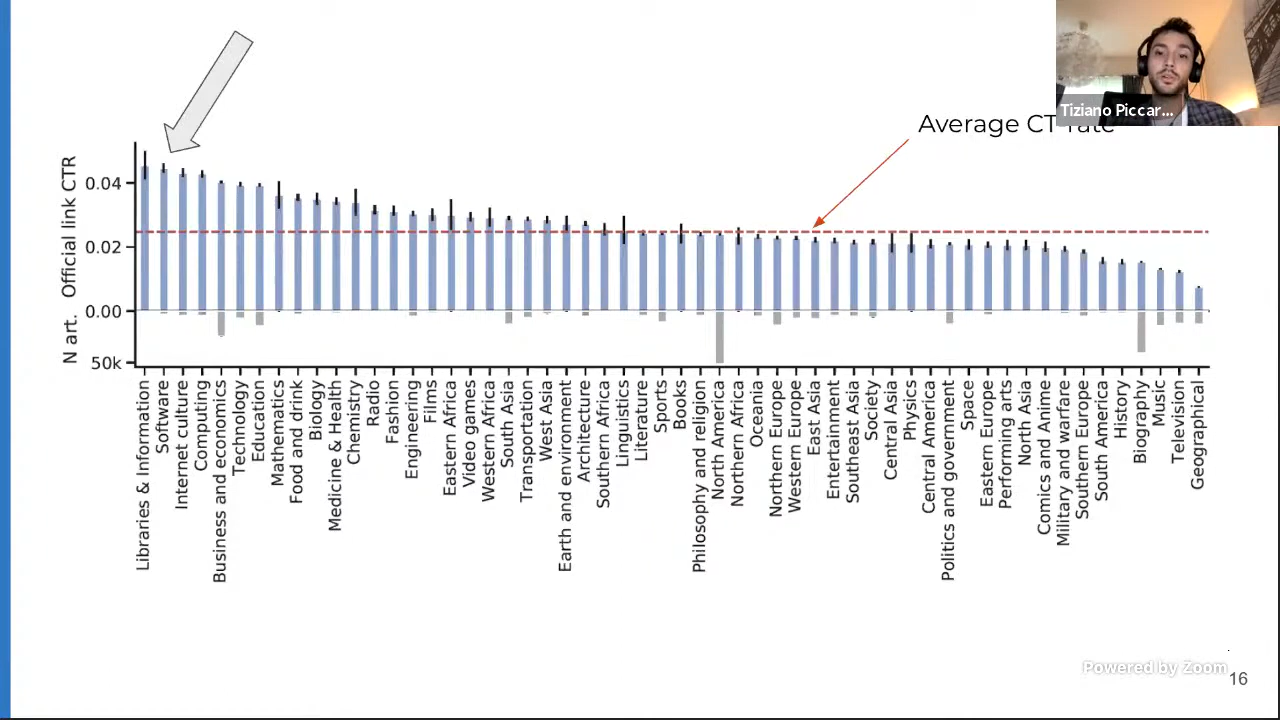 Tiziano Piccar...
Average CT rate
Official link CTR
N art.
0.04
0.02
0.00
50k
Libraries & Information
Software
Internet culture
Computing
Business and economics
Technology
Education
Mathematics
Food and drink
Biology
Medicine & Health
Chemistry
Radio
Fashion
Engineering
Films
Eastern Africa
Video games
Western Africa
South Asia
Transportation
West Asia
Earth and environment
Architecture
Southern Africa
Linguistics
Literature
Sports
Books
Philosophy and religion
North America
Northern Africa
Oceania
Northern Europe
Western Europe
East Asia
Entertainment
Southeast Asia
Society
Central Asia
Physics
Central America
Politics and government
Space
Eastern Europe
Performing arts
North Asia
Comics and Anime
Military and warfare
Southern Europe
South America
History
Biography
Music
Television
Geographical
Powered by Zoom
16